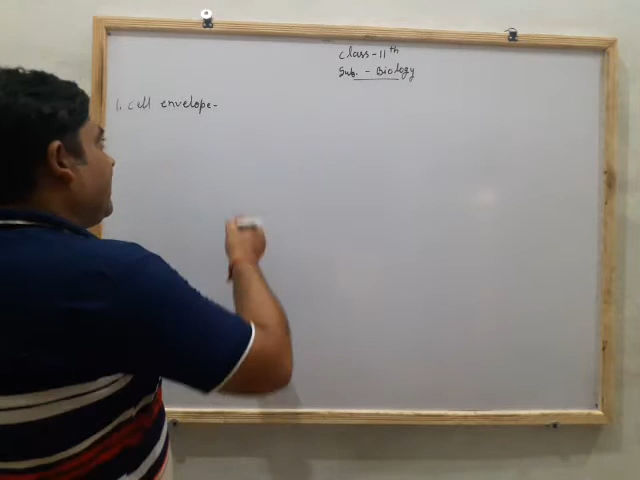 Class-11th
Sub. - Biology
1. Cell envelope-